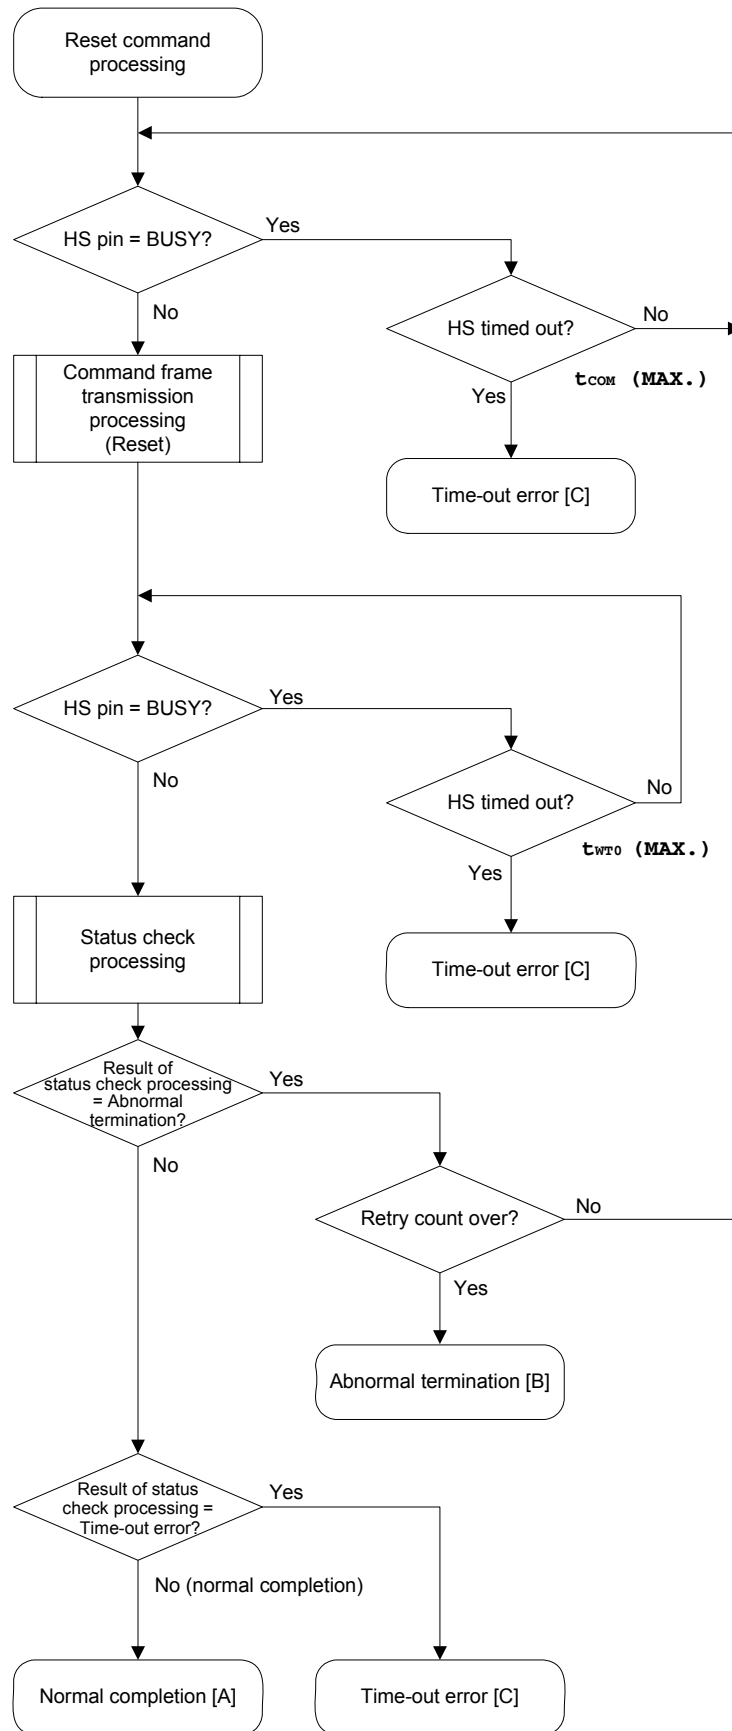 Reset command
processing
HS pin = BUSY?
Yes
No
HS timed out?
No
tCOM (MAX.)
Yes
Command frame
transmission
processing
(Reset)
Time-out error [C]
HS pin = BUSY?
Yes
No
HS timed out?
No
tWT0 (MAX.)
Yes
Status check
processing
Time-out error [C]
Result of
status check processing
= Abnormal
termination?
Yes
No
Retry count over?
No
Yes
Abnormal termination [B]
Result of status
check processing =
Time-out error?
Yes
No (normal completion)
Normal completion [A]
Time-out error [C]